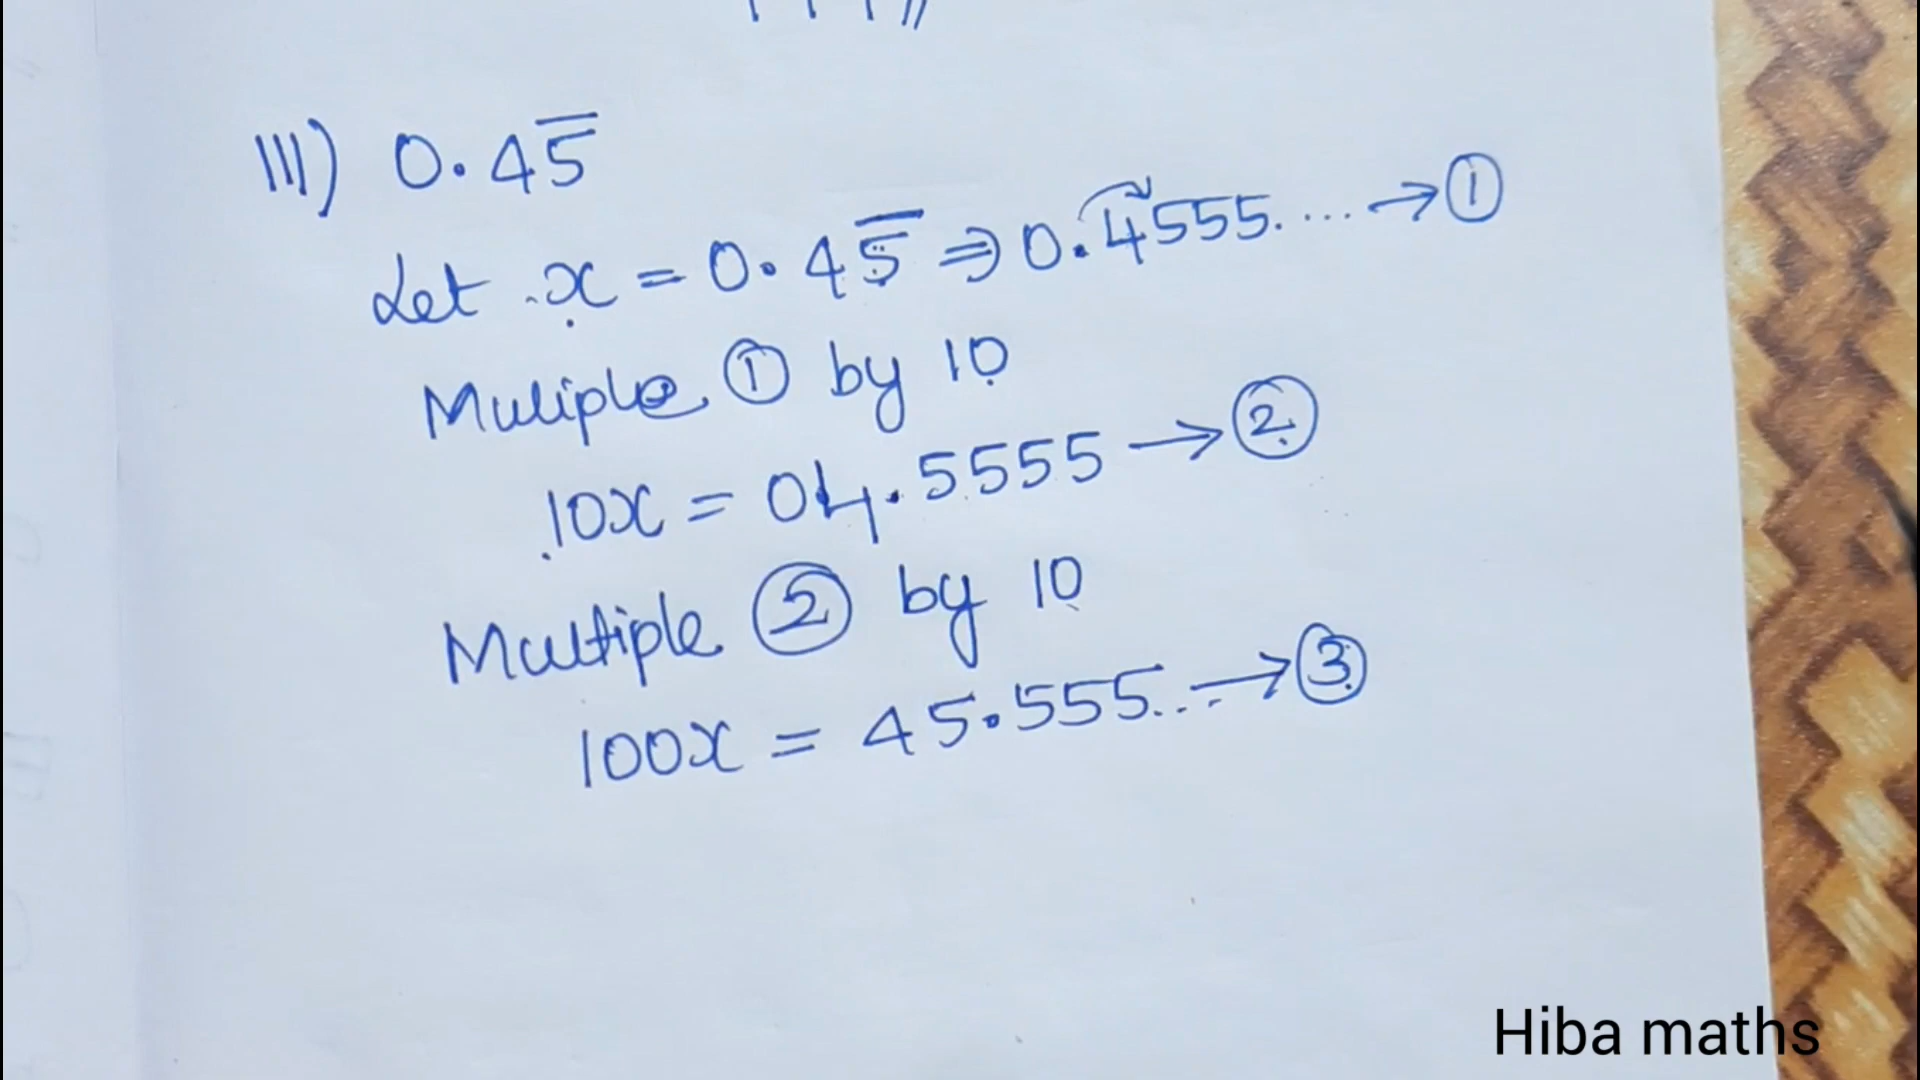 III) 0.45̅
Let x = 0.45̅ ⇒ 0.4555..... → ①
Muliple ① by 10
10x = 04.5555 → ②
Multiple ② by 10
100x = 45.555... → ③
Hiba maths